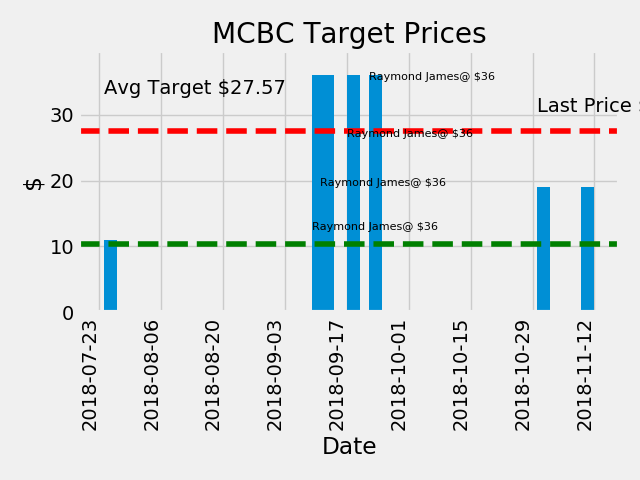 MCBC Target Prices
Avg Target $27.57
Raymond James@ $36
Last Price
Raymond James@ $36
Raymond James@ $36
Raymond James@ $36
$
30
20
10
0
2018-07-23
2018-08-06
2018-08-20
2018-09-03
2018-09-17
2018-10-01
2018-10-15
2018-10-29
2018-11-12
Date